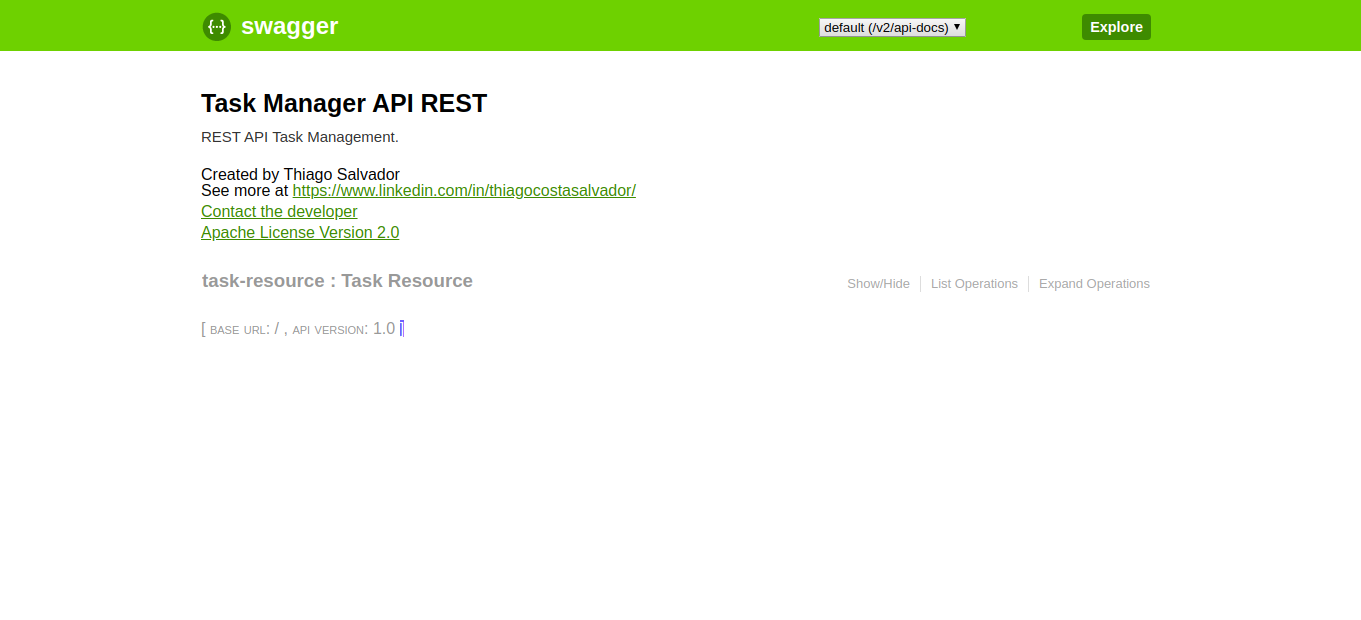 swagger default (/v2/api-docs) Explore
Task Manager API REST
REST API Task Management.
Created by Thiago Salvador
See more at https://www.linkedin.com/in/thiagocostasalvador/
Contact the developer
Apache License Version 2.0
task-resource : Task Resource Show/Hide List Operations Expand Operations
[ BASE URL: / , API VERSION: 1.0 ]